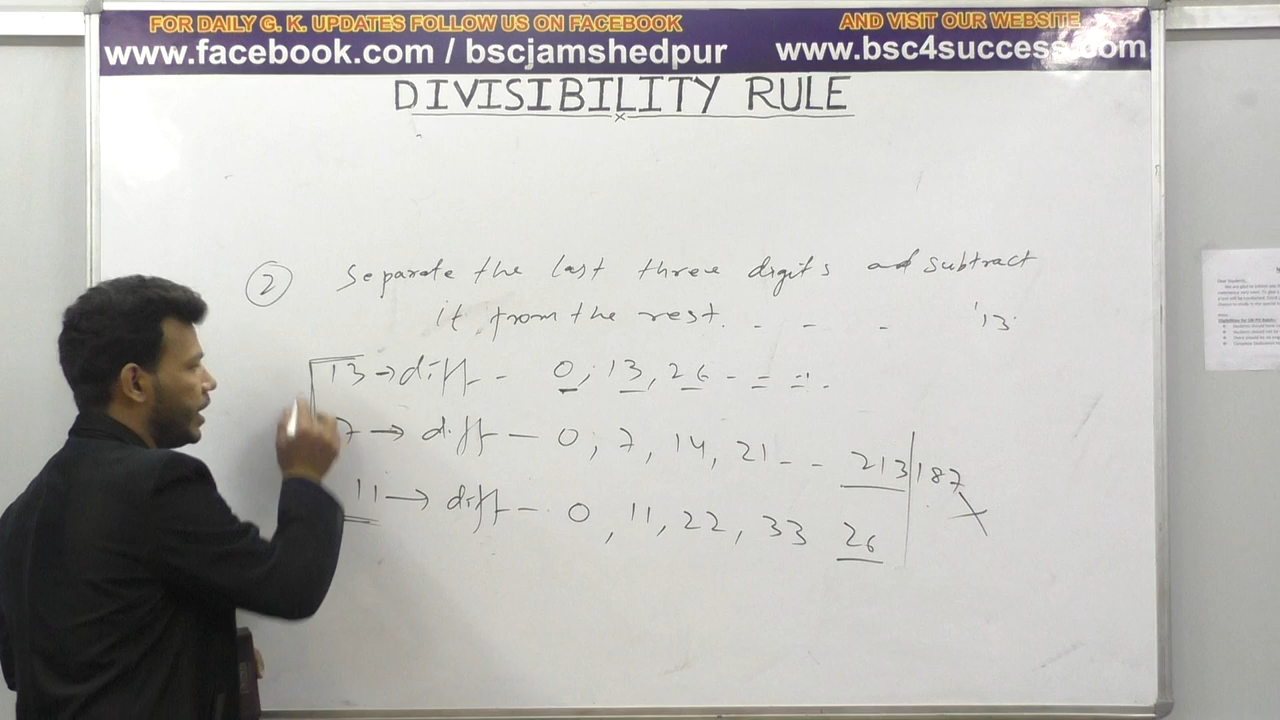 FOR DAILY G. K. UPDATES FOLLOW US ON FACEBOOK AND VISIT OUR WEBSITE
www.facebook.com / bscjamshedpur www.bsc4success.com
DIVISIBILITY RULE
② Separate the last three digits and subtract
it from the rest. - - - 13
13 → diff - 0, 13, 26 - = =.
7 → diff - 0, 7, 14, 21 - - 213|187
11 → diff - 0, 11, 22, 33 26
Dear Students,